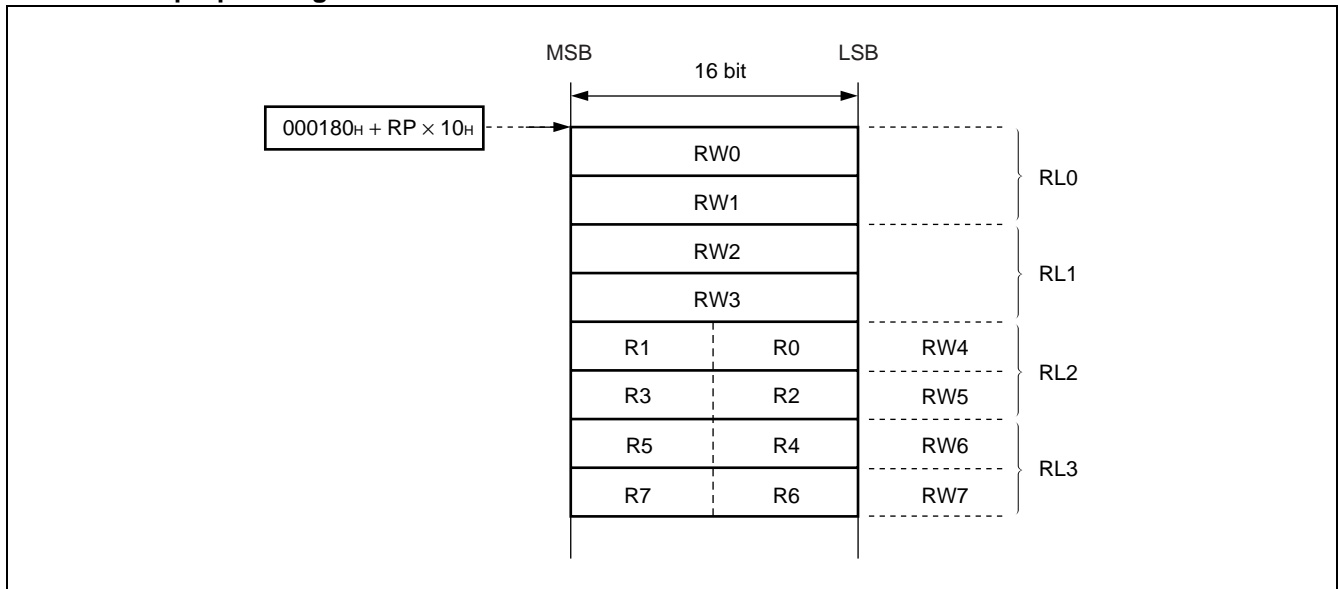 MSB LSB
16 bit
000180H + RP × 10H
RW0
RL0
RW1
RW2
RL1
RW3
R1 R0 RW4
RL2
R3 R2 RW5
R5 R4 RW6
RL3
R7 R6 RW7